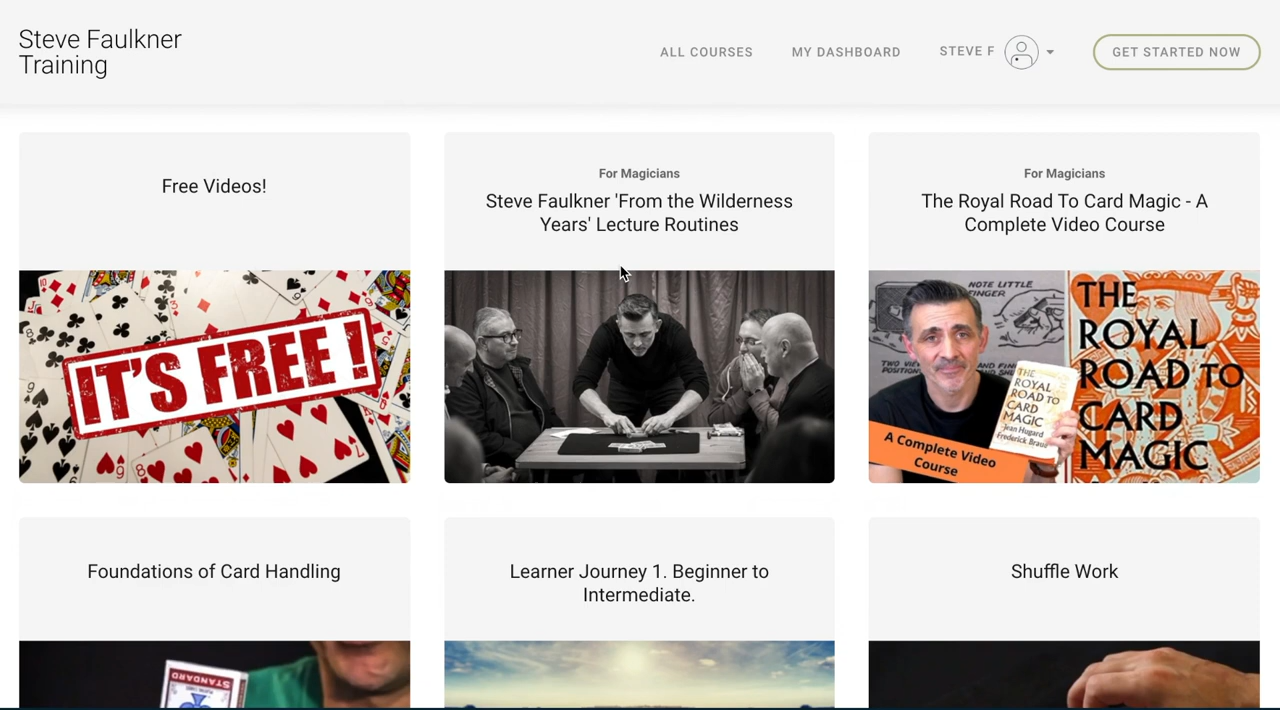 Steve Faulkner
Training
ALL COURSES
MY DASHBOARD
STEVE F
GET STARTED NOW
Free Videos!
For Magicians
Steve Faulkner 'From the Wilderness
Years' Lecture Routines
For Magicians
The Royal Road To Card Magic - A
Complete Video Course
IT'S FREE !
NOTE LITTLE
FINGER
THE
ROYAL
ROAD TO
CARD
MAGIC
Jean Hugard
Frederick Braue
A Complete Video
Course
THE
ROYAL
ROAD TO
CARD
MAGIC
Foundations of Card Handling
Learner Journey 1. Beginner to
Intermediate.
Shuffle Work
STANDARD